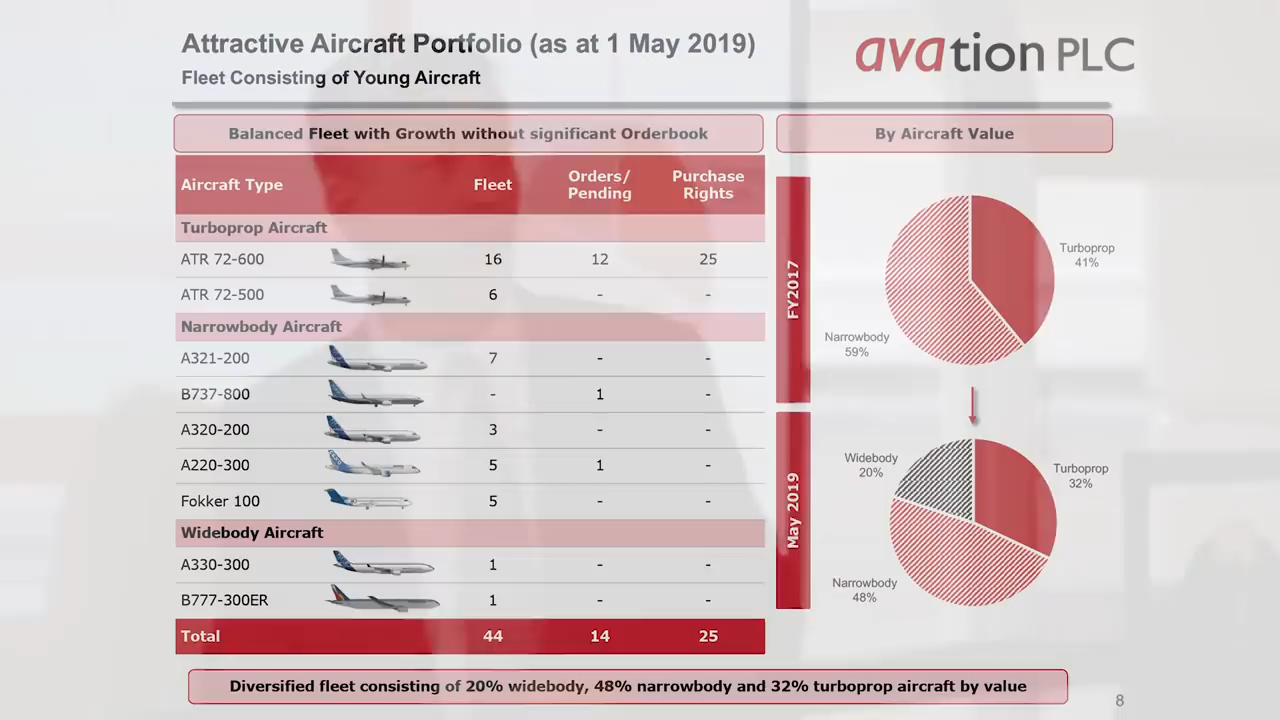 Attractive Aircraft Portfolio (as at 1 May 2019)
Fleet Consisting of Young Aircraft
avation PLC
Balanced Fleet with Growth without significant Orderbook
Aircraft Type Fleet Orders/ Pending Purchase Rights
Turboprop Aircraft
ATR 72-600 16 12 25
ATR 72-500 6 - -
Narrowbody Aircraft
A321-200 7 - -
B737-800 - 1 -
A320-200 3 - -
A220-300 5 1 -
Fokker 100 5 - -
Widebody Aircraft
A330-300 1 - -
B777-300ER 1 - -
Total 44 14 25
By Aircraft Value
FY2017
Turboprop
41%
Narrowbody
59%
May 2019
Widebody
20%
Turboprop
32%
Narrowbody
48%
Diversified fleet consisting of 20% widebody, 48% narrowbody and 32% turboprop aircraft by value
8